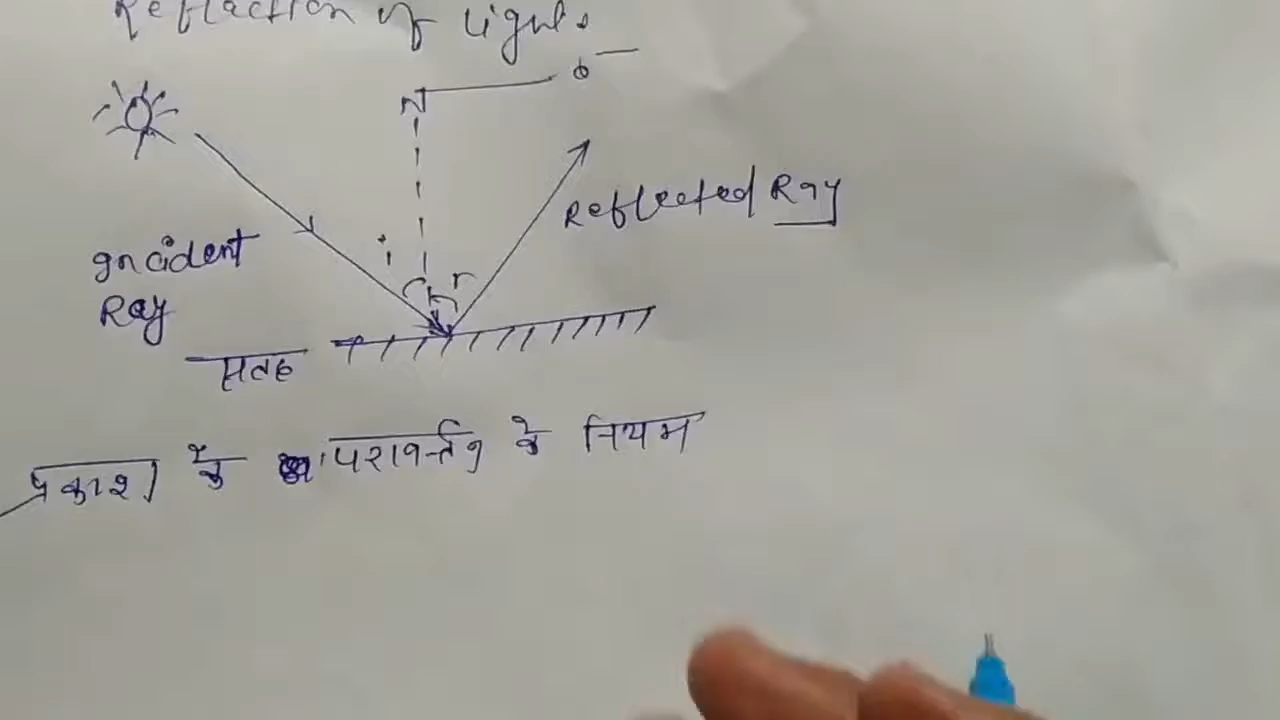 Reflection of Light.
N
i
r
Reflected Ray
Incident
Ray
सतह
प्रकाश के परावर्तन के नियम